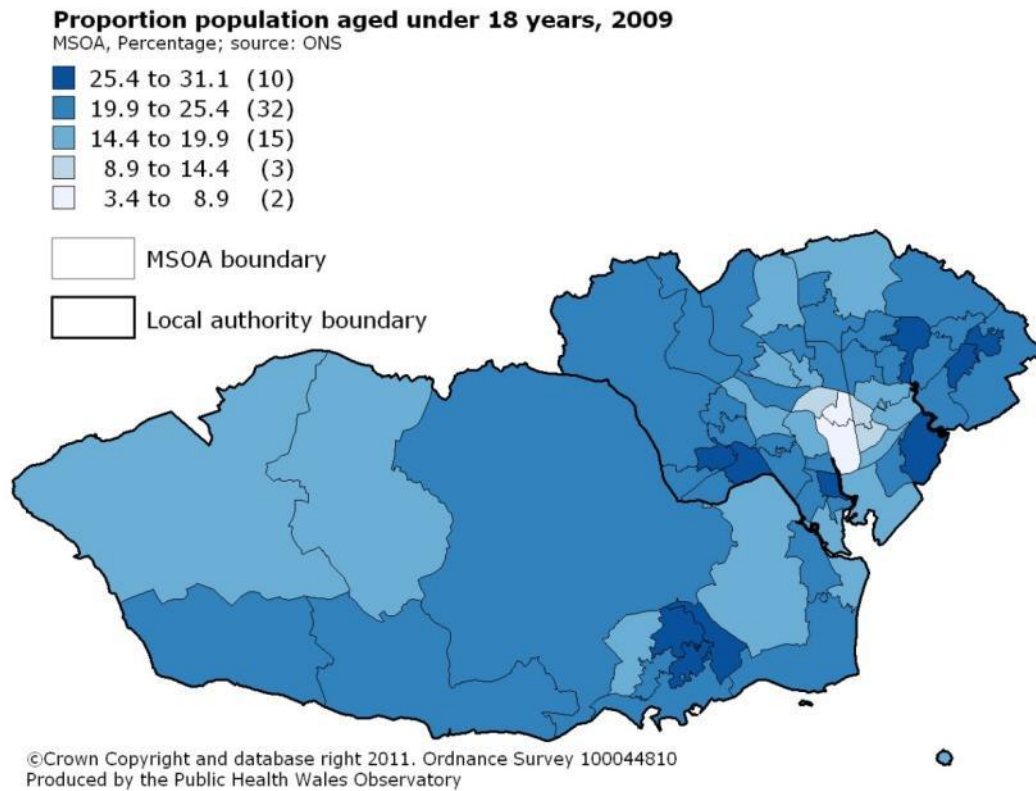 Proportion population aged under 18 years, 2009
MSOA, Percentage; source: ONS
25.4 to 31.1 (10)
19.9 to 25.4 (32)
14.4 to 19.9 (15)
8.9 to 14.4 (3)
3.4 to 8.9 (2)
MSOA boundary
Local authority boundary
©Crown Copyright and database right 2011. Ordnance Survey 100044810
Produced by the Public Health Wales Observatory